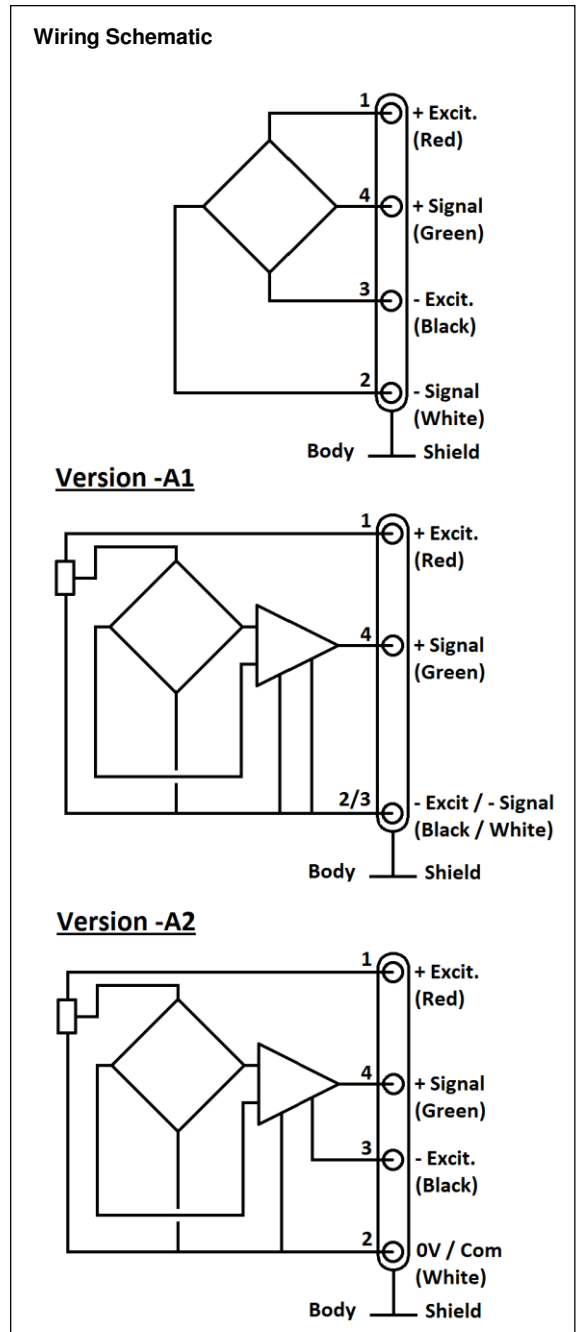 Wiring Schematic
1
+ Excit.
(Red)
4
+ Signal
(Green)
3
- Excit.
(Black)
2
- Signal
(White)
Body
Shield
Version -A1
1
+ Excit.
(Red)
4
+ Signal
(Green)
2/3
- Excit / - Signal
(Black / White)
Body
Shield
Version -A2
1
+ Excit.
(Red)
4
+ Signal
(Green)
3
- Excit.
(Black)
2
0V / Com
(White)
Body
Shield